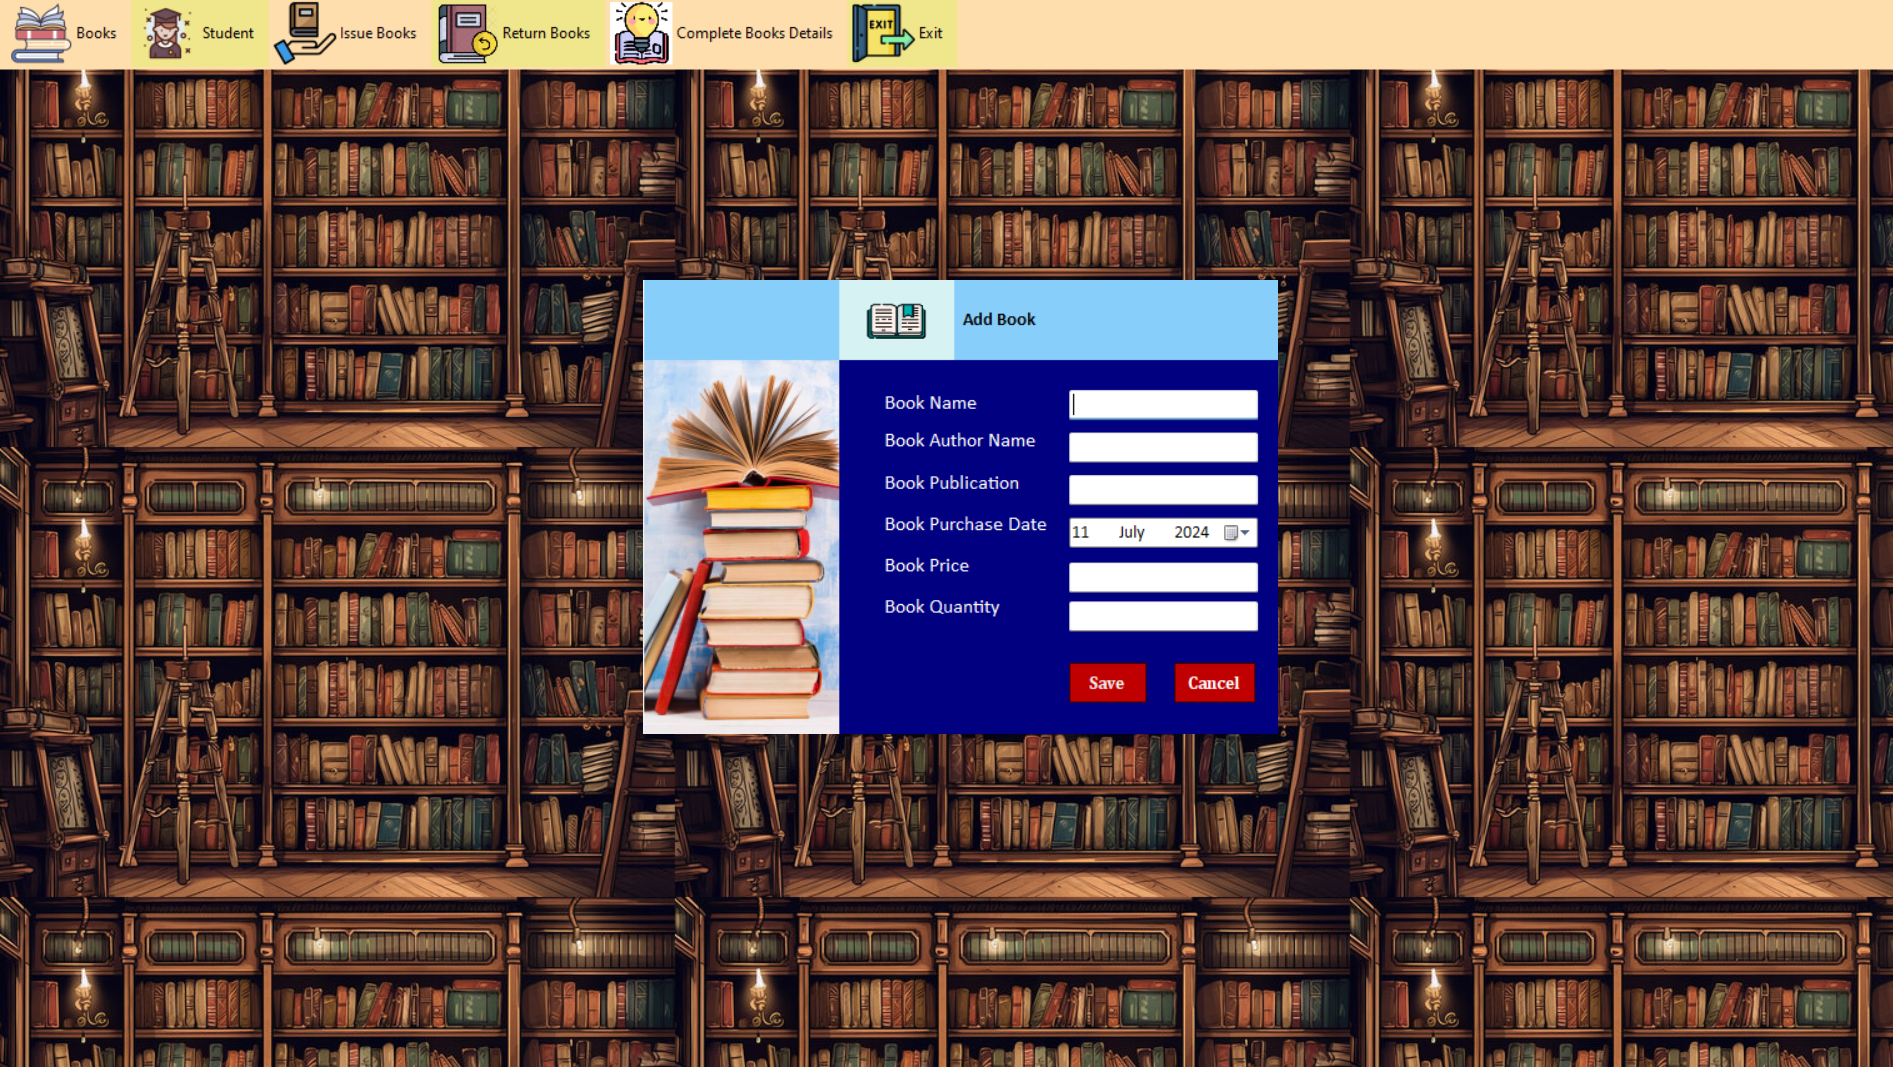 Books Student Issue Books Return Books Complete Books Details EXIT Exit
Add Book
Book Name
Book Author Name
Book Publication
Book Purchase Date 11 July 2024
Book Price
Book Quantity
Save Cancel